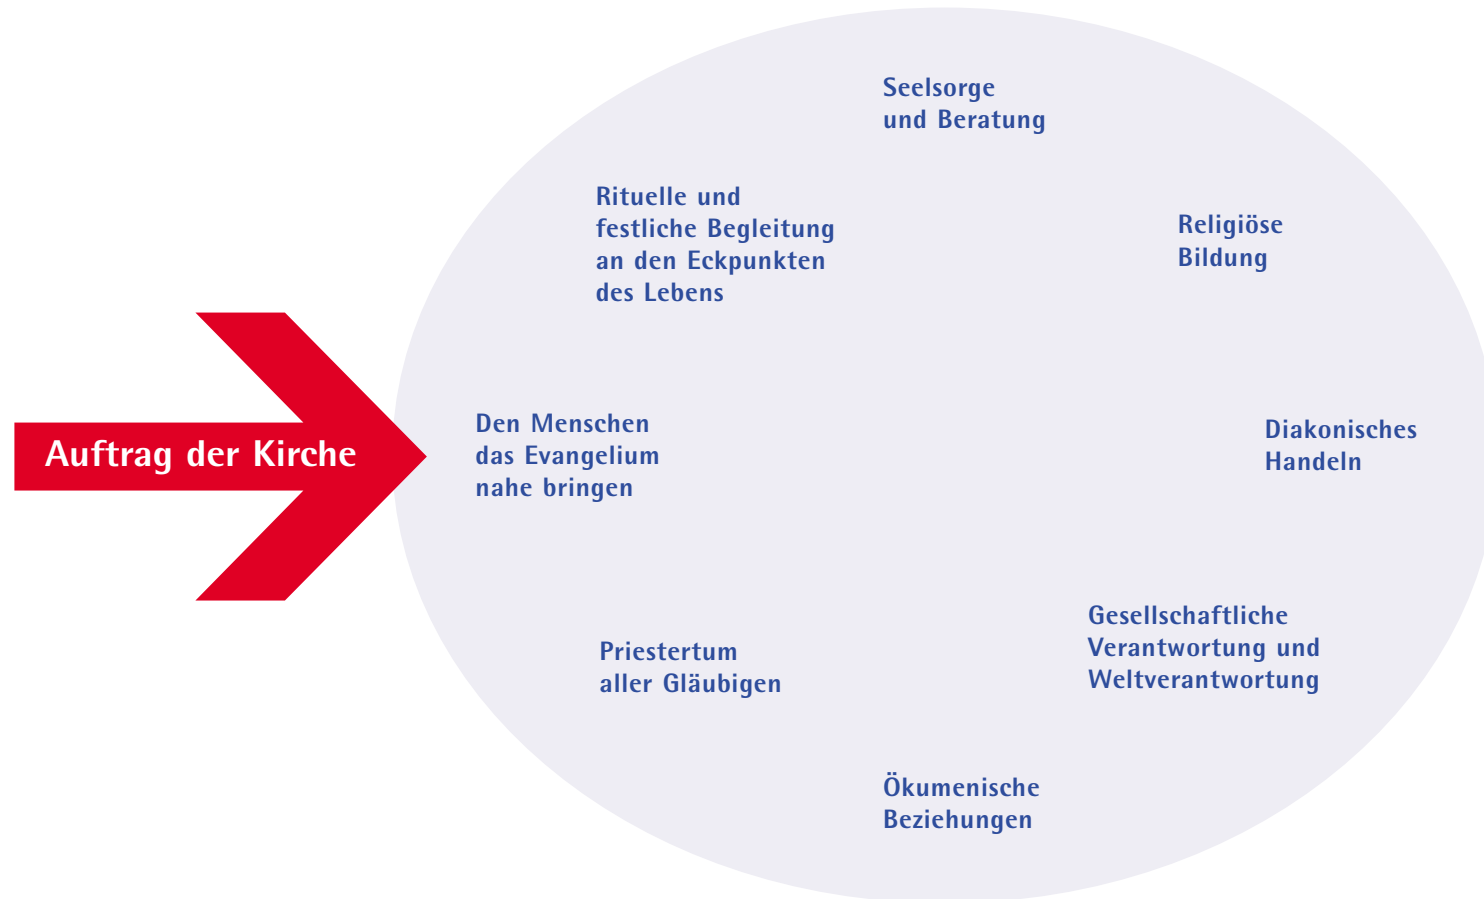 Auftrag der Kirche
Den Menschen
das Evangelium
nahe bringen
Rituelle und
festliche Begleitung
an den Eckpunkten
des Lebens
Seelsorge
und Beratung
Religiöse
Bildung
Diakonisches
Handeln
Gesellschaftliche
Verantwortung und
Weltverantwortung
Ökumenische
Beziehungen
Priestertum
aller Gläubigen